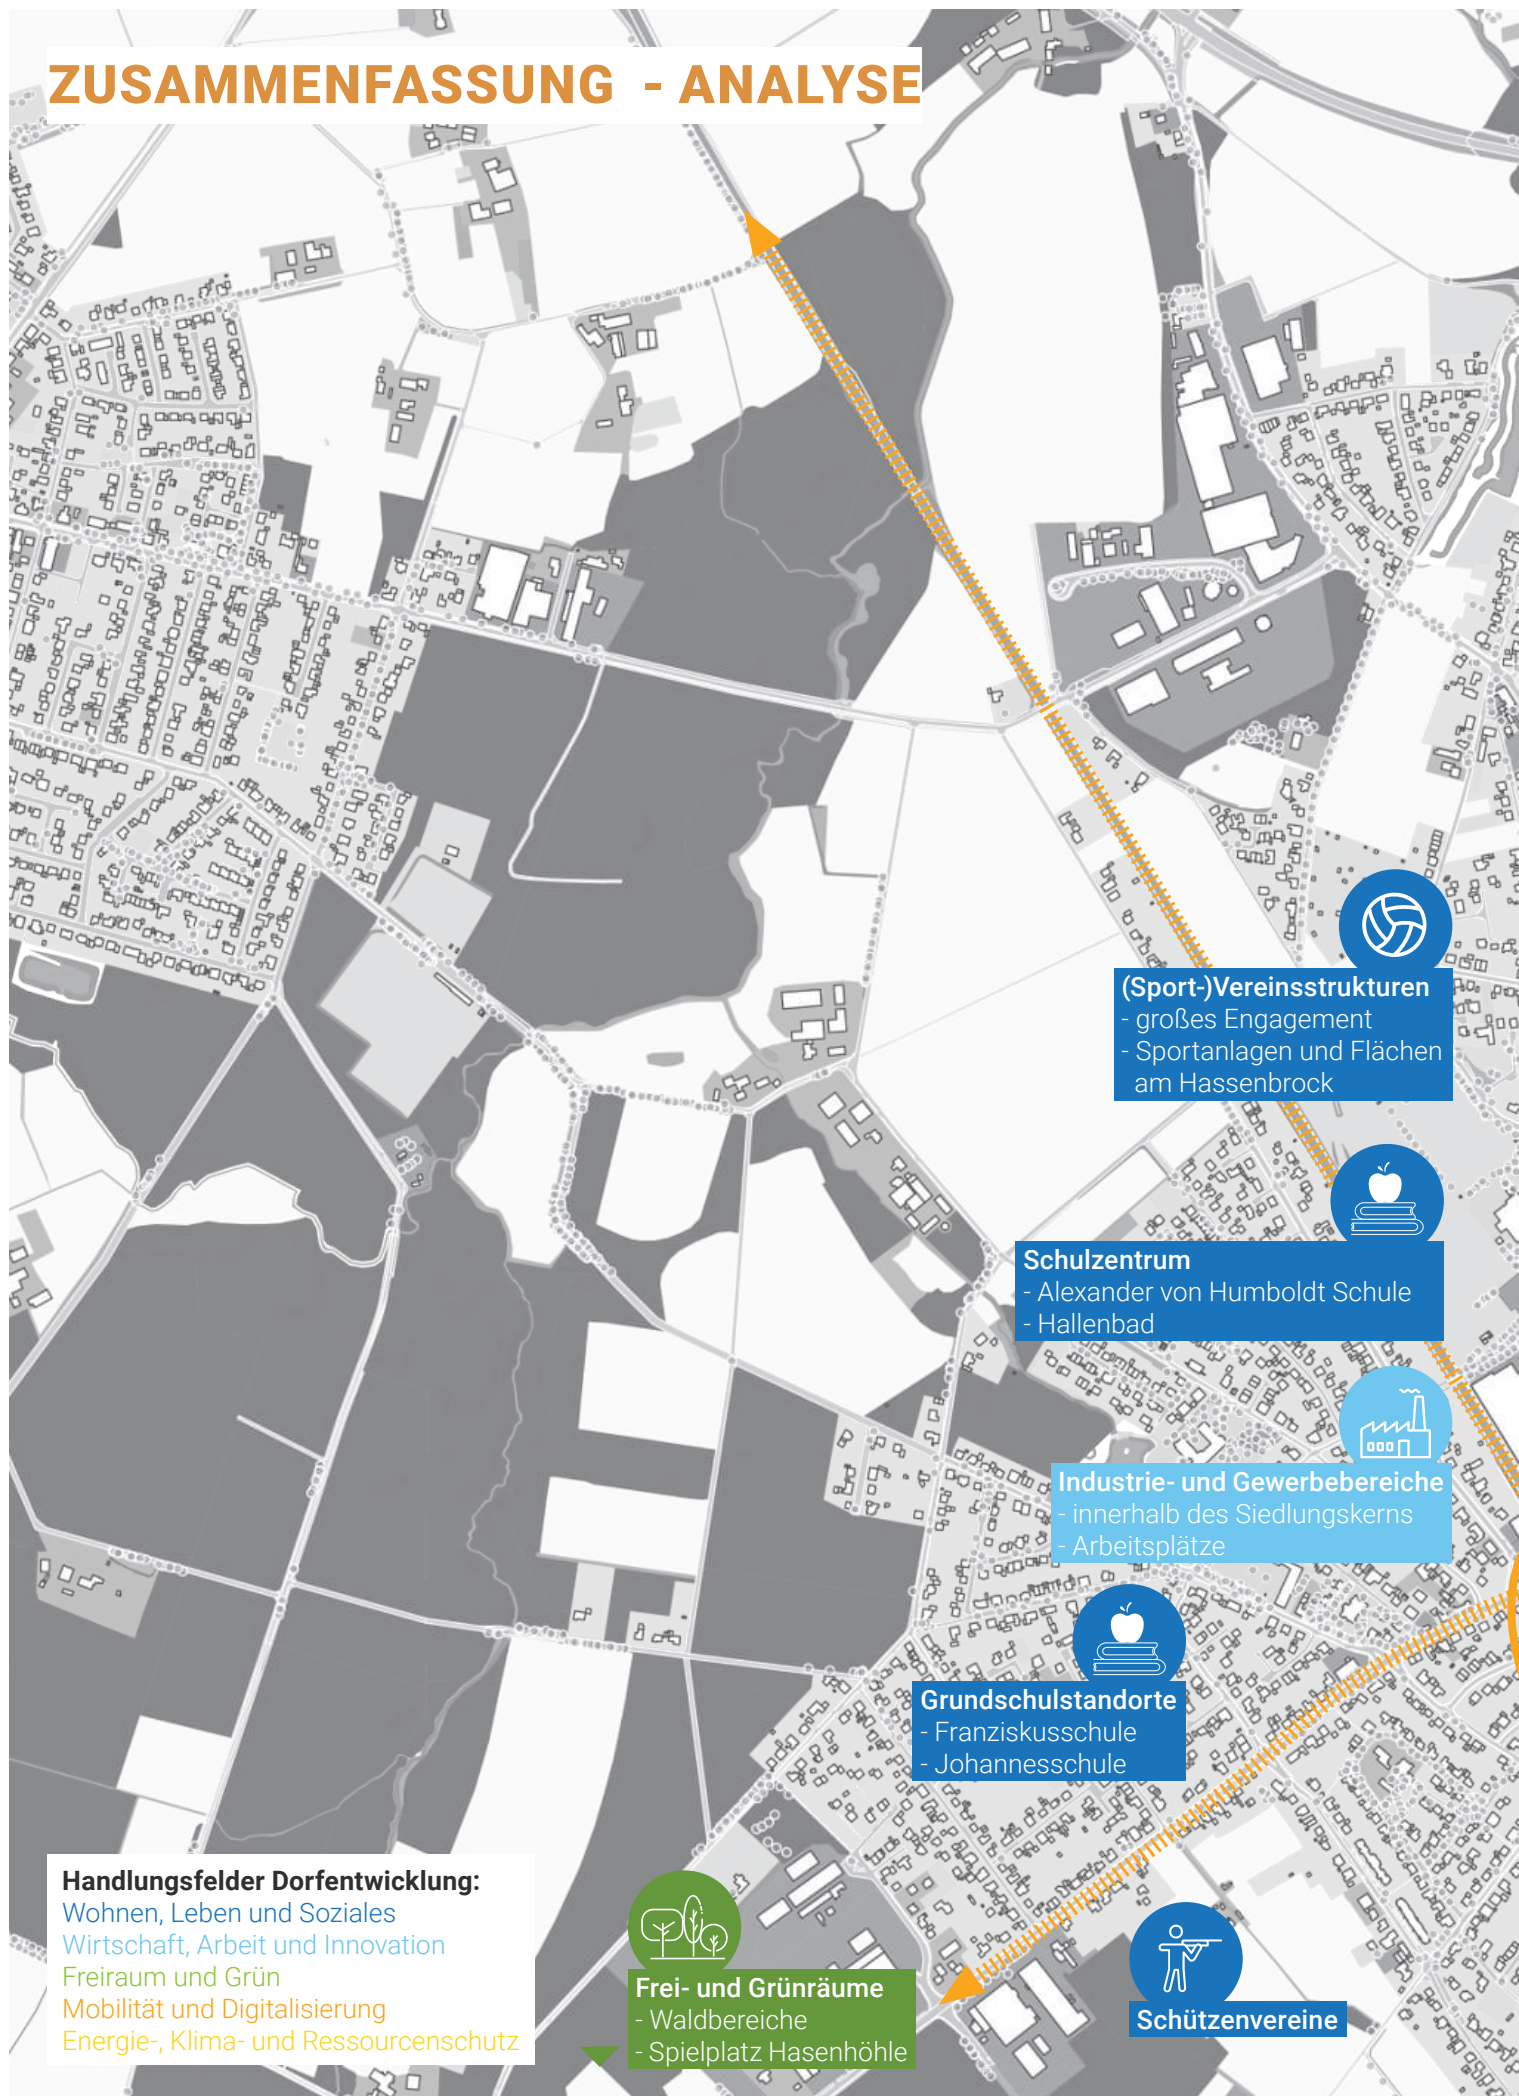 ZUSAMMENFASSUNG - ANALYSE
(Sport-)Vereinsstrukturen
- großes Engagement
- Sportanlagen und Flächen
am Hassenbrock
Schulzentrum
- Alexander von Humboldt Schule
- Hallenbad
Industrie- und Gewerbebereiche
- innerhalb des Siedlungskerns
- Arbeitsplätze
Grundschulstandorte
- Franziskusschule
- Johannesschule
Handlungsfelder Dorfentwicklung:
Wohnen, Leben und Soziales
Wirtschaft, Arbeit und Innovation
Freiraum und Grün
Mobilität und Digitalisierung
Energie-, Klima- und Ressourcenschutz
Frei- und Grünräume
- Waldbereiche
- Spielplatz Hasenhöhle
Schützenvereine